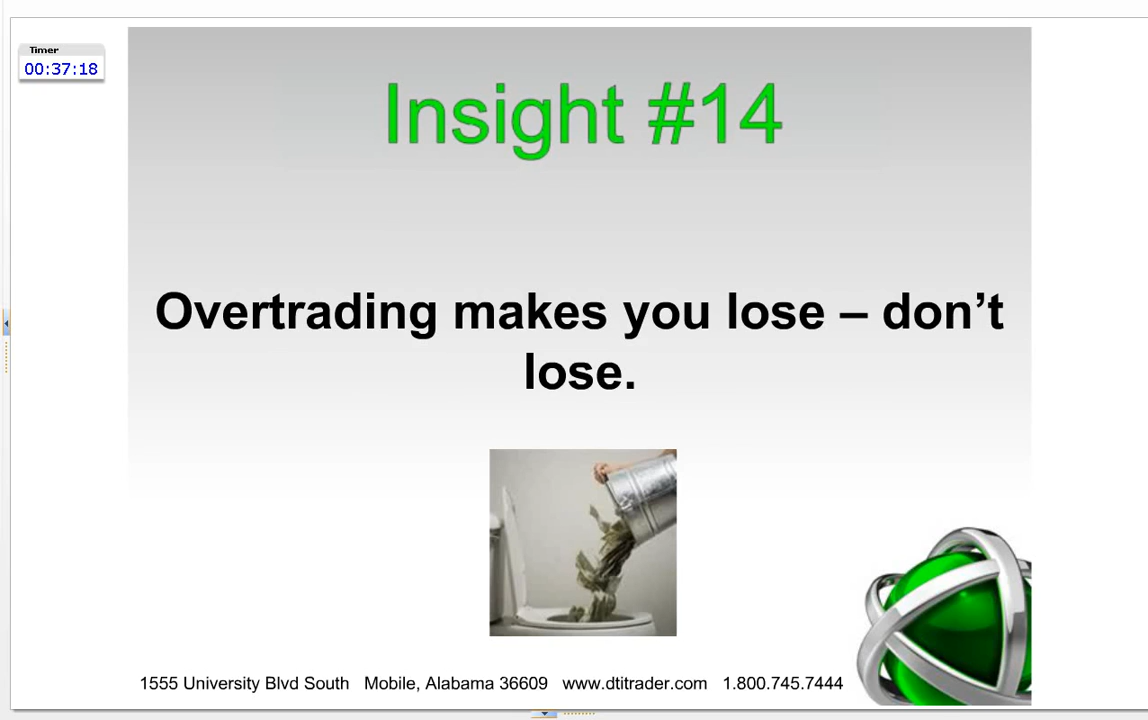 Timer
00:37:18
Insight #14
Overtrading makes you lose – don’t
lose.
1555 University Blvd South Mobile, Alabama 36609 www.dtitrader.com 1.800.745.7444